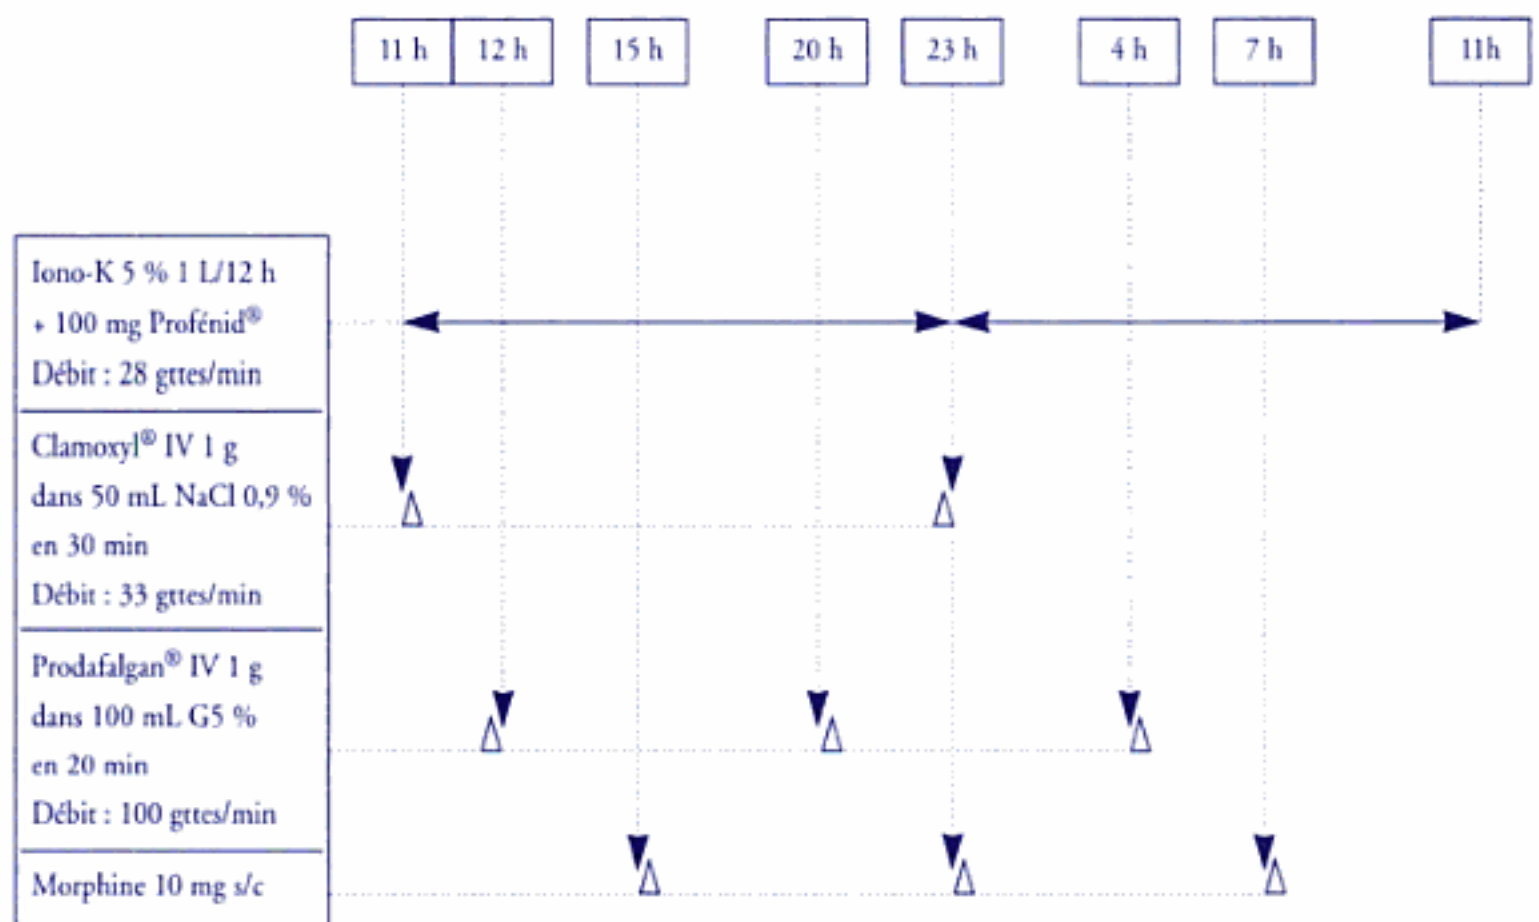 11 h 12 h 15 h 20 h 23 h 4 h 7 h 11h
Iono-K 5 % 1 L/12 h
+ 100 mg Profénid®
Débit : 28 gttes/min
Clamoxyl® IV 1 g
dans 50 mL NaCl 0,9 %
en 30 min
Débit : 33 gttes/min
Prodafalgan® IV 1 g
dans 100 mL G5 %
en 20 min
Débit : 100 gttes/min
Morphine 10 mg s/c